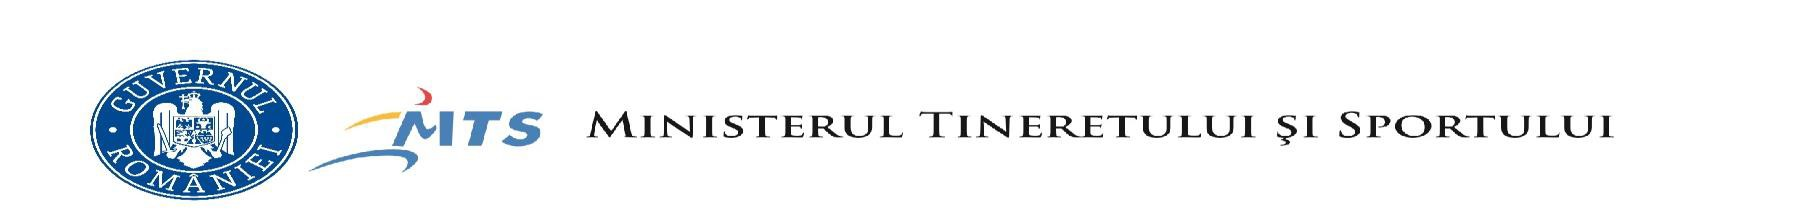 GUVERNUL ROMÂNIEI
MTS
Ministerul Tineretului şi Sportului